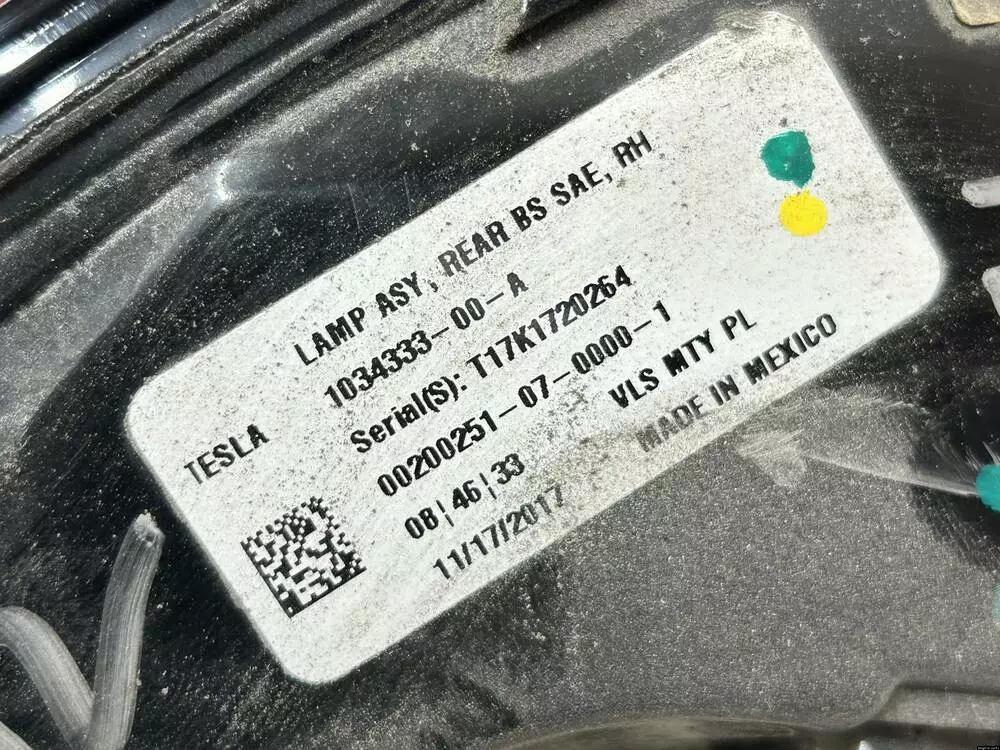 LAMP ASY, REAR BS SAE, RH
1034333-00-A
TESLA
Serial(S): T17K1720264
00200251-07-0000-1
08¦46¦33
VLS MTY PL
11/17/2017
MADE IN MEXICO